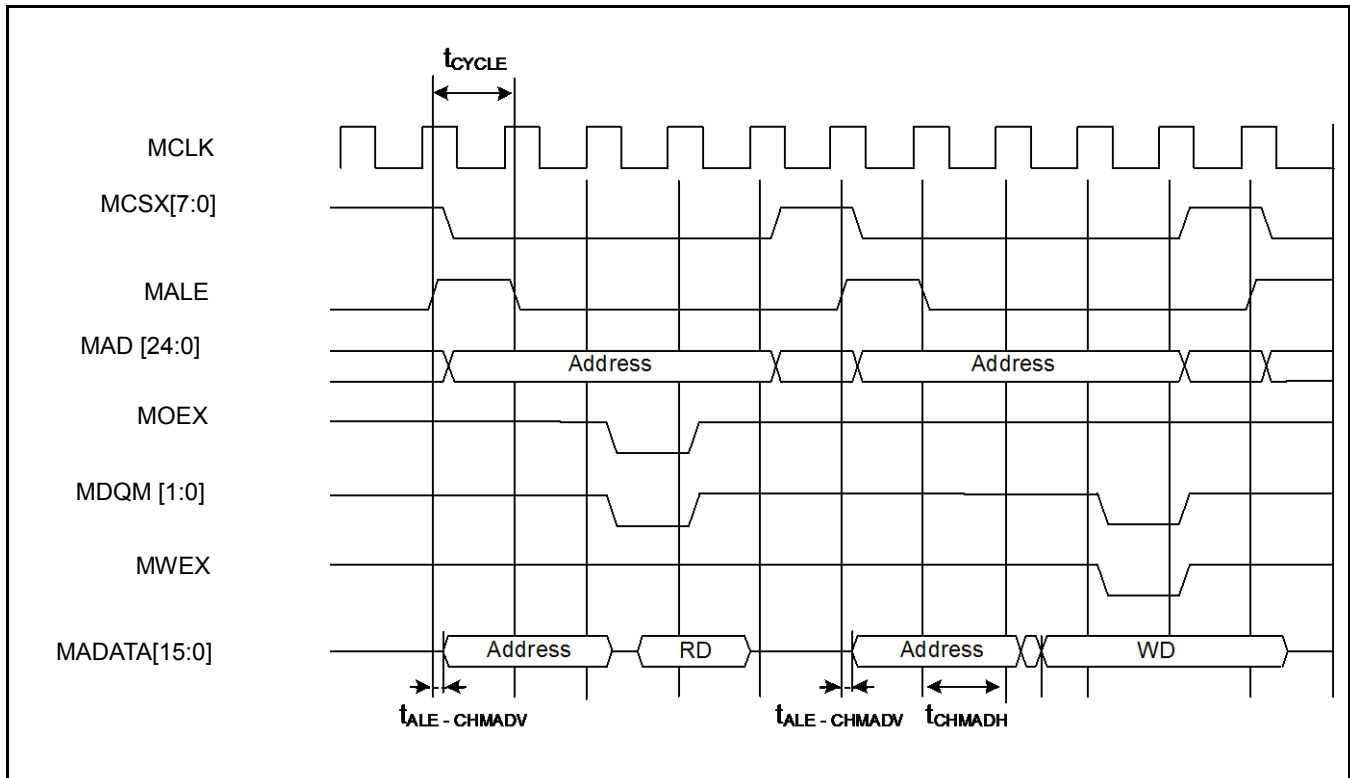 tCYCLE
MCLK
MCSX[7:0]
MALE
MAD [24:0]
Address Address
MOEX
MDQM [1:0]
MWEX
MADATA[15:0]
Address RD Address WD
tALE - CHMADV tALE - CHMADV tCHMADH